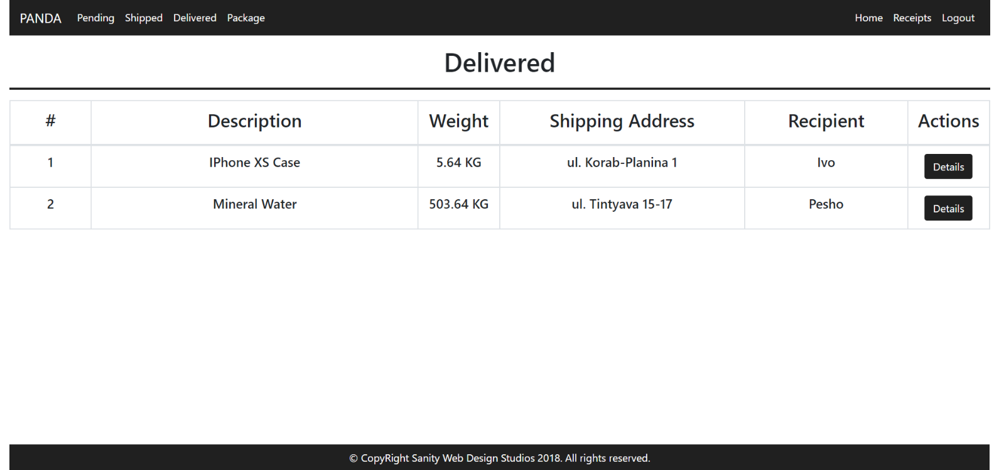 PANDA Pending Shipped Delivered Package Home Receipts Logout
Delivered
# Description Weight Shipping Address Recipient Actions
1 IPhone XS Case 5.64 KG ul. Korab-Planina 1 Ivo Details
2 Mineral Water 503.64 KG ul. Tintyava 15-17 Pesho Details
© CopyRight Sanity Web Design Studios 2018. All rights reserved.